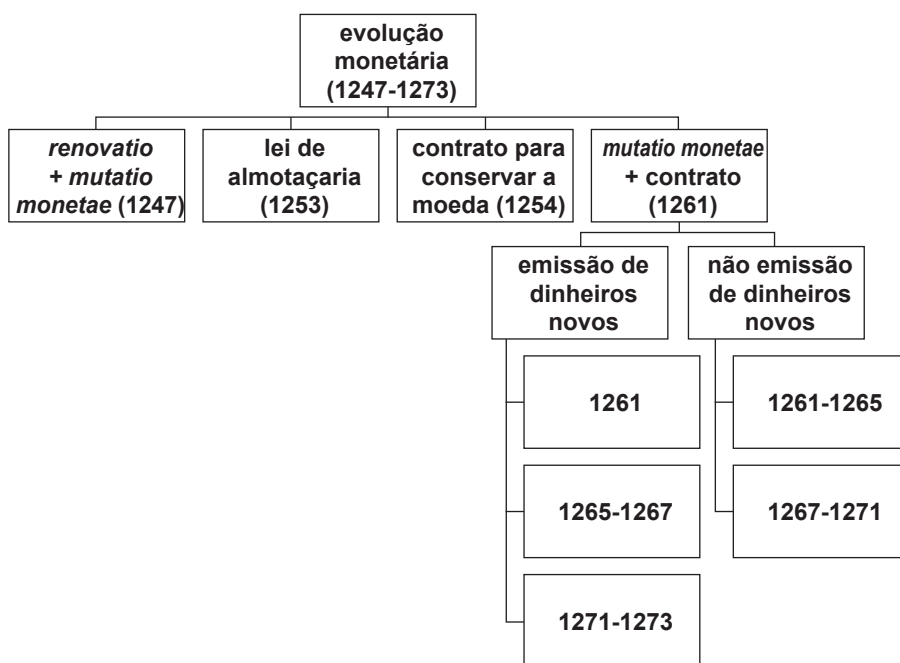 evolução
monetária
(1247-1273)
renovatio
+ mutatio
monetae (1247)
lei de
almotaçaria
(1253)
contrato para
conservar a
moeda (1254)
mutatio monetae
+ contrato
(1261)
emissão de
dinheiros
novos
não emissão
de dinheiros
novos
1261
1261-1265
1265-1267
1267-1271
1271-1273